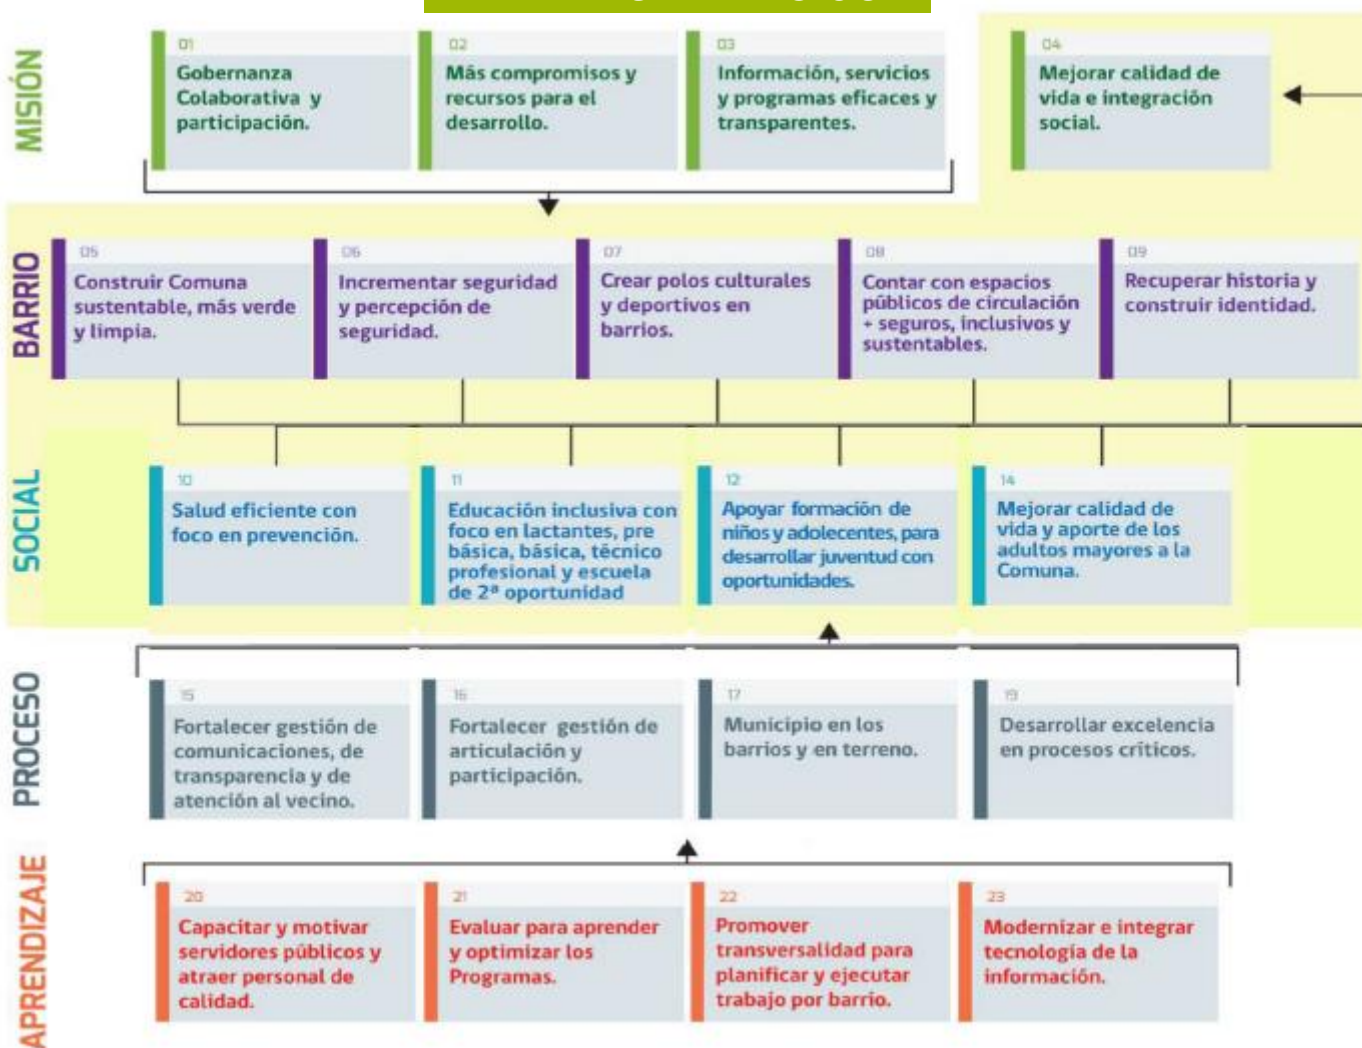 MISIÓN
01
Gobernanza
Colaborativa y
participación.
02
Más compromisos y
recursos para el
desarrollo.
03
Información, servicios
y programas eficaces y
transparentes.
04
Mejorar calidad de
vida e integración
social.
BARRIO
05
Construir Comuna
sustentable, más verde
y limpia.
06
Incrementar seguridad
y percepción de
seguridad.
07
Crear polos culturales
y deportivos en
barrios.
08
Contar con espacios
públicos de circulación
+ seguros, inclusivos y
sustentables.
09
Recuperar historia y
construir identidad.
SOCIAL
10
Salud eficiente con
foco en prevención.
11
Educación inclusiva con
foco en lactantes, pre
básica, básica, técnico
profesional y escuela
de 2ª oportunidad
12
Apoyar formación de
niños y adolecentes, para
desarrollar juventud con
oportunidades.
14
Mejorar calidad de
vida y aporte de los
adultos mayores a la
Comuna.
PROCESO
15
Fortalecer gestión de
comunicaciones, de
transparencia y de
atención al vecino.
16
Fortalecer gestión de
articulación y
participación.
17
Municipio en los
barrios y en terreno.
19
Desarrollar excelencia
en procesos críticos.
APRENDIZAJE
20
Capacitar y motivar
servidores públicos y
atraer personal de
calidad.
21
Evaluar para aprender
y optimizar los
Programas.
22
Promover
transversalidad para
planificar y ejecutar
trabajo por barrio.
23
Modernizar e integrar
tecnología de la
información.